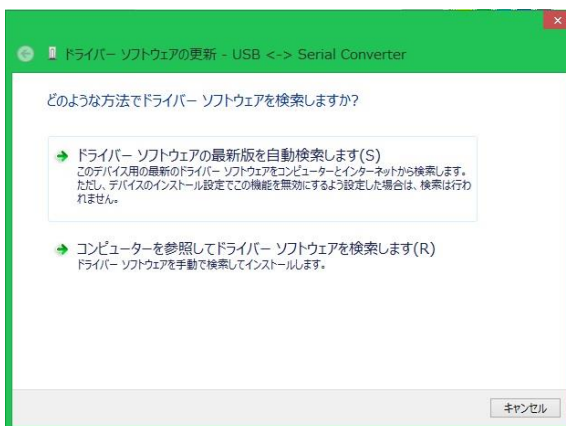 ドライバー ソフトウェアの更新 - USB <-> Serial Converter
どのような方法でドライバー ソフトウェアを検索しますか?
ドライバー ソフトウェアの最新版を自動検索します(S)
このデバイス用の最新のドライバー ソフトウェアをコンピューターとインターネットから検索します。
ただし、デバイスのインストール設定でこの機能を無効にするよう設定した場合は、検索は行わ
れません。
コンピューターを参照してドライバー ソフトウェアを検索します(R)
ドライバー ソフトウェアを手動で検索してインストールします。
キャンセル